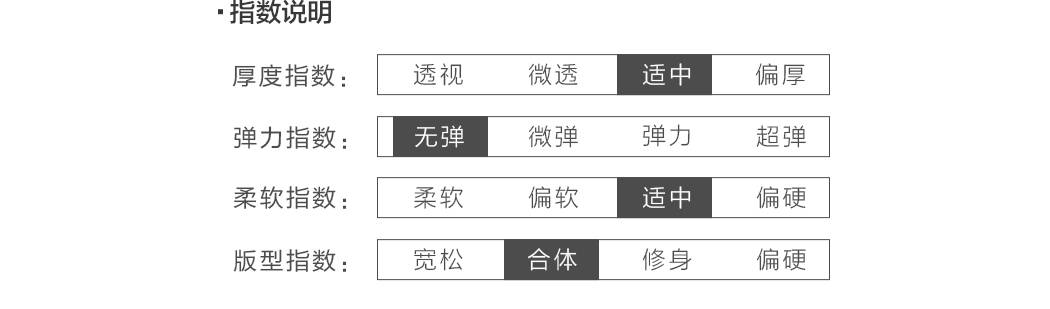 · 指数说明
厚度指数： 透视 微透 适中 偏厚
弹力指数： 无弹 微弹 弹力 超弹
柔软指数： 柔软 偏软 适中 偏硬
版型指数： 宽松 合体 修身 偏硬